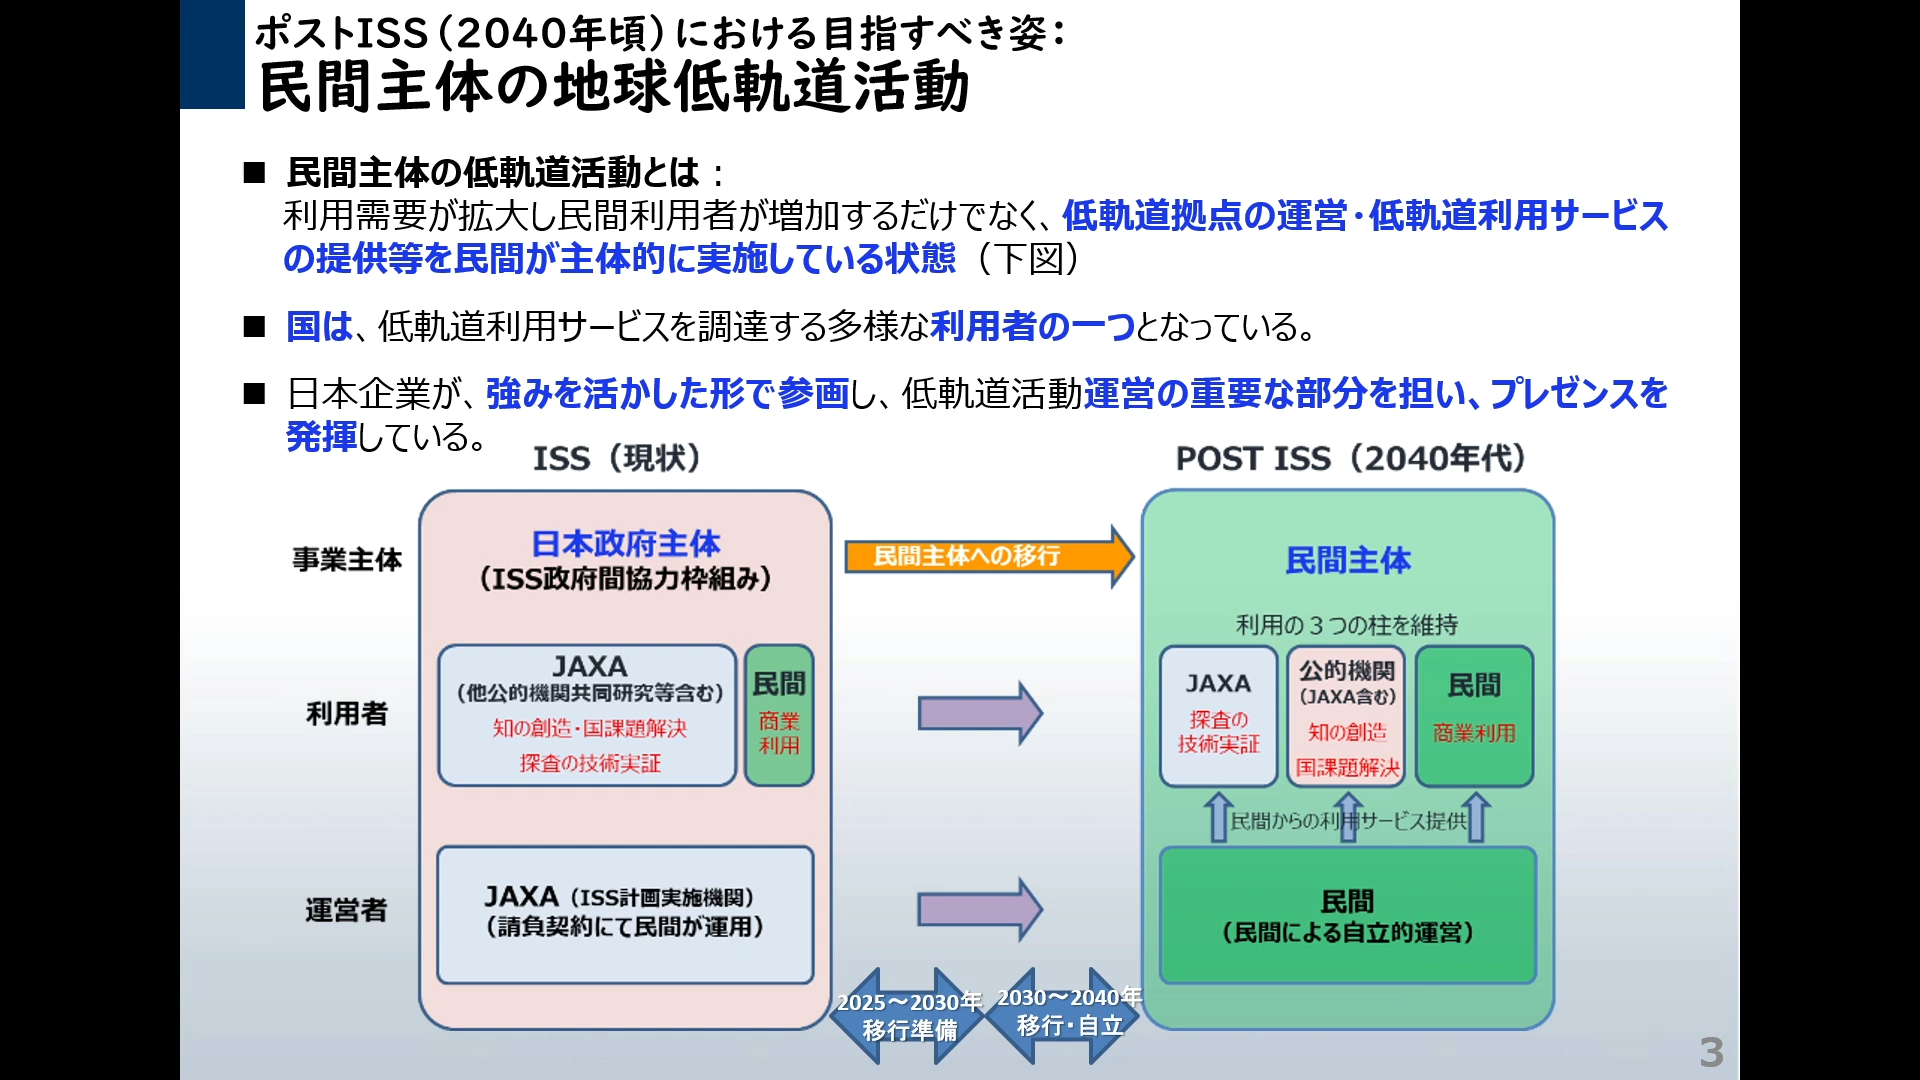 ポストISS（2040年頃）における目指すべき姿：
民間主体の地球低軌道活動
■ 民間主体の低軌道活動とは：
利用需要が拡大し民間利用者が増加するだけでなく、低軌道拠点の運営・低軌道利用サービス
の提供等を民間が主体的に実施している状態（下図）
■ 国は、低軌道利用サービスを調達する多様な利用者の一つとなっている。
■ 日本企業が、強みを活かした形で参画し、低軌道活動運営の重要な部分を担い、プレゼンスを
発揮している。
ISS（現状）
POST ISS（2040年代）
事業主体
日本政府主体
（ISS政府間協力枠組み）
民間主体への移行
民間主体
利用の３つの柱を維持
利用者
JAXA
（他公的機関共同研究等含む）
知の創造・国課題解決
探査の技術実証
民間
商業
利用
JAXA
探査の
技術実証
公的機関
（JAXA含む）
知の創造
国課題解決
民間
商業利用
民間からの利用サービス提供
運営者
JAXA（ISS計画実施機関）
（請負契約にて民間が運用）
民間
（民間による自立的運営）
2025～2030年
移行準備
2030～2040年
移行・自立
3